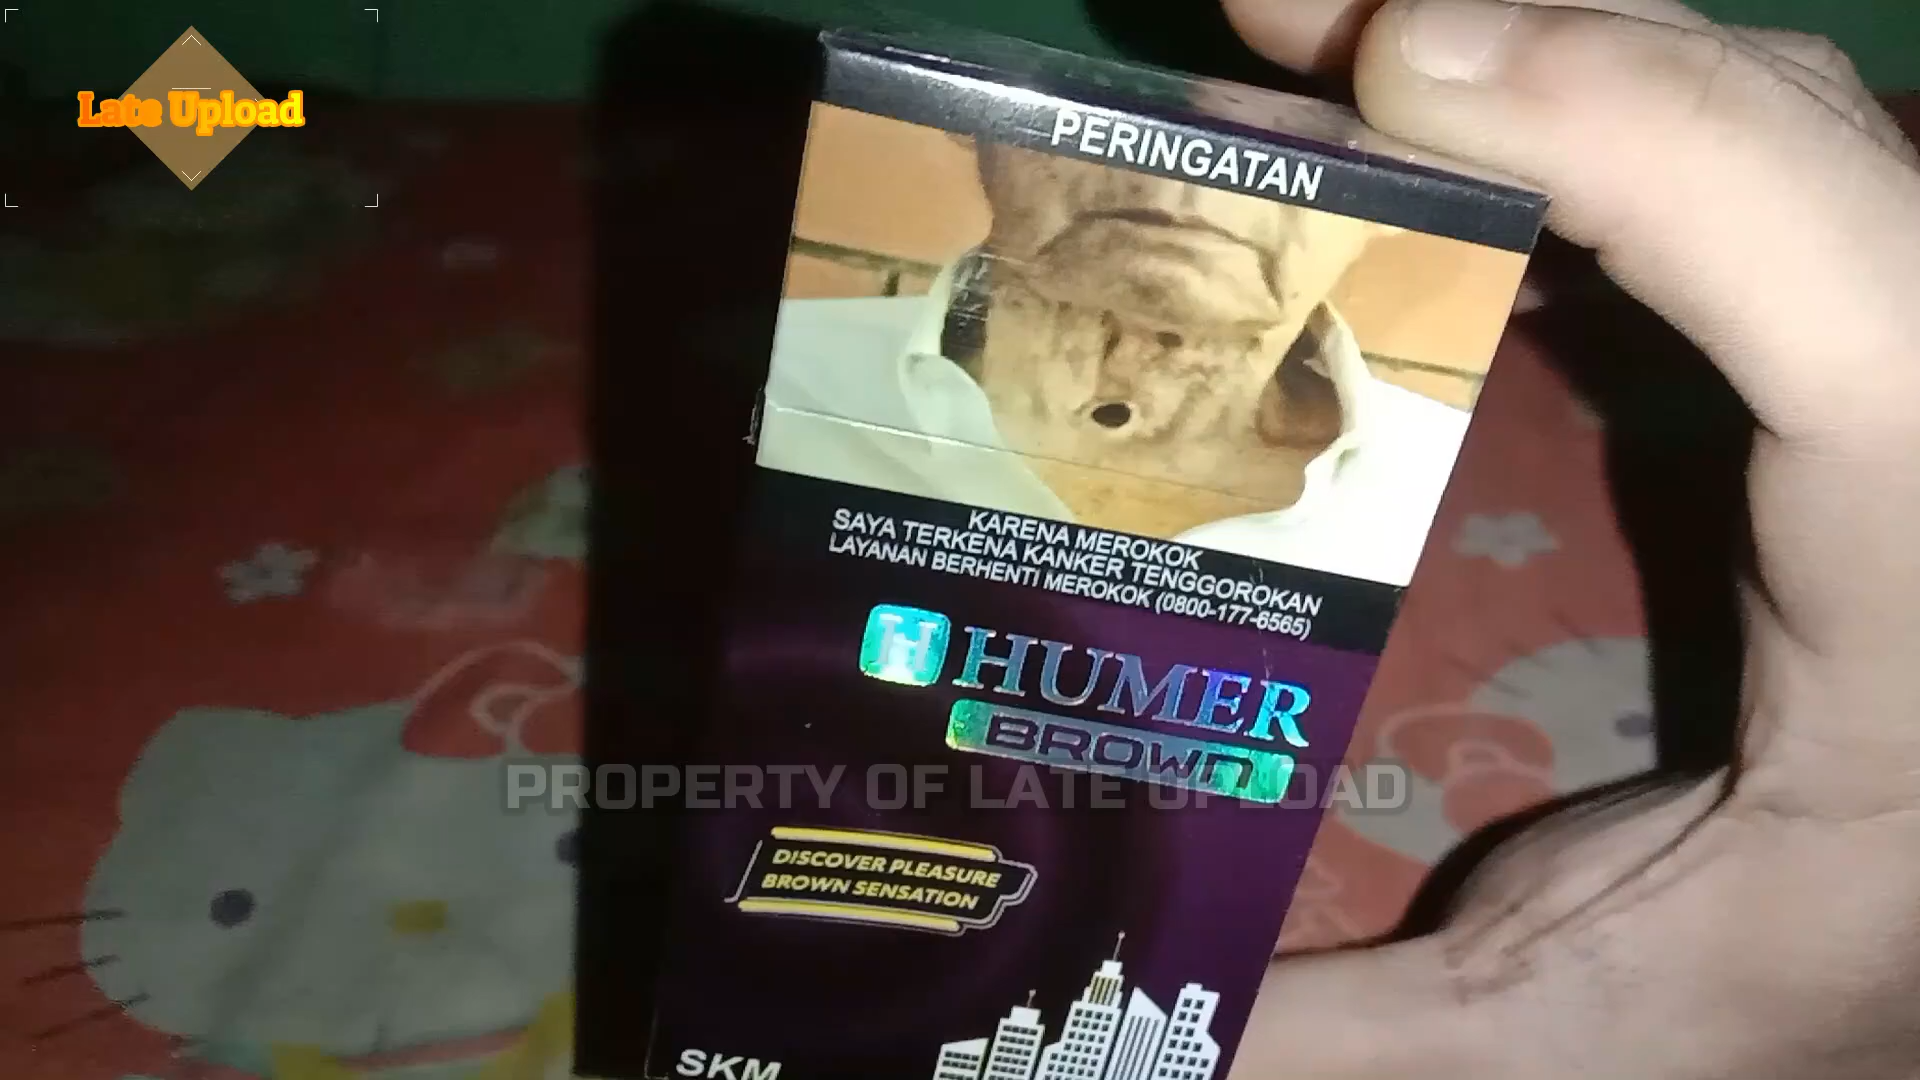 Late Upload
PERINGATAN
KARENA MEROKOK
SAYA TERKENA KANKER TENGGOROKAN
LAYANAN BERHENTI MEROKOK (0800-177-6565)
H HUMER
BROWN
PROPERTY OF LATE UPLOAD
DISCOVER PLEASURE
BROWN SENSATION
SKM